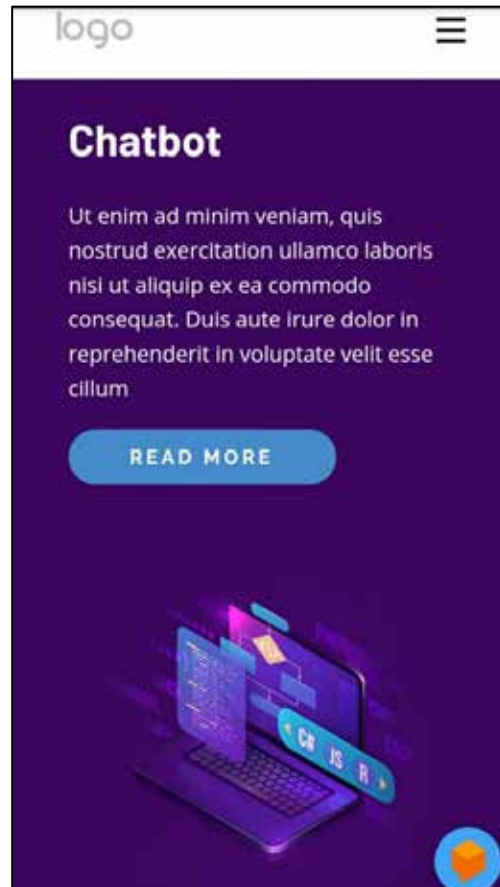 logo
Chatbot
Ut enim ad minim veniam, quis
nostrud exercitation ullamco laboris
nisi ut aliquip ex ea commodo
consequat. Duis aute irure dolor in
reprehenderit in voluptate velit esse
cillum
READ MORE
C# JS R